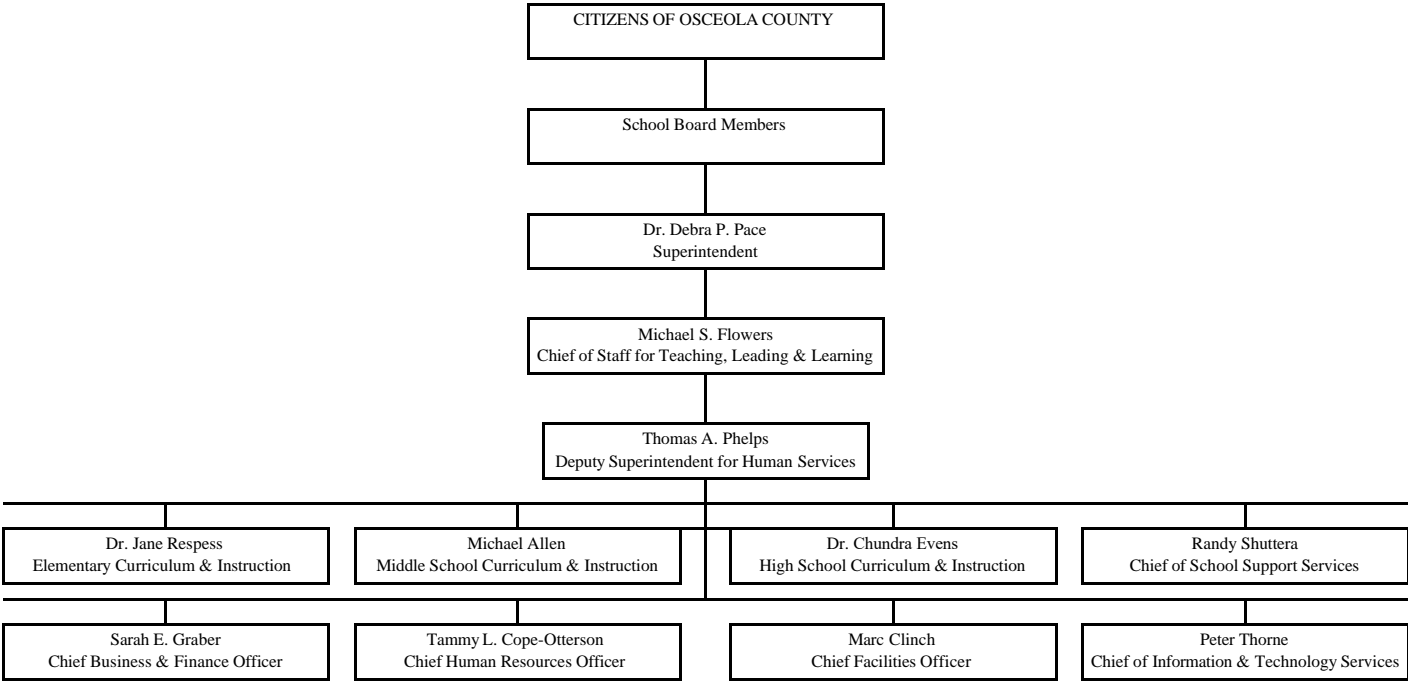 CITIZENS OF OSCEOLA COUNTY
School Board Members
Dr. Debra P. Pace
Superintendent
Michael S. Flowers
Chief of Staff for Teaching, Leading & Learning
Thomas A. Phelps
Deputy Superintendent for Human Services
Dr. Jane Respess
Elementary Curriculum & Instruction
Michael Allen
Middle School Curriculum & Instruction
Dr. Chundra Evens
High School Curriculum & Instruction
Randy Shuttera
Chief of School Support Services
Sarah E. Graber
Chief Business & Finance Officer
Tammy L. Cope-Otterson
Chief Human Resources Officer
Marc Clinch
Chief Facilities Officer
Peter Thorne
Chief of Information & Technology Services